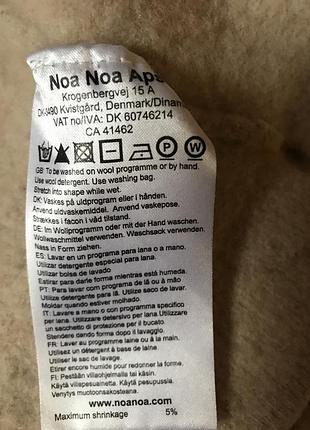 Noa Noa Aps
Krogenbergvej 15 A
DK-3490 Kvistgård, Denmark/Dinan
VAT no/IVA: DK 60746214
CA 41462
P W
GB: To be washed on wool programme or by hand.
Use wool detergent. Use washing bag.
Stretch into shape while wet.
DK: Vaskes på uldprogram eller i hånden.
Anvend uldvaskemiddel. Anvend vaskepose.
Strækkes i facon i våd tilstand.
DE: Im Wollprogramm oder mit der Hand waschen.
Wollwaschmittel verwenden. Waschsack verwenden.
Nass in Form ziehen.
ES: Lavar en un programa para lana o a mano.
Utilizar detergente especial para lana.
Utilizar bolsa de lavado
Estirar para darle forma mientras está humeda.
PT: Para lavar com programa de lã ou à mão
Utilize detergente para lã. Utilize saco de lavar.
Moldar quando estiver molhado.
IT: Lavare a mano o con programma specifico
per lana. Utilizzare detersivo per lana. Utilizzare
un sacchetto di protezione per il bucato.
Stendere in forma quando è umido.
FR: Laver au programme laine ou à la main.
Utilisez un détergent de laine
Utiliser le sac de lavage.
Etirer encore humide pour redonner la forme.
FI: Pestään villapesussa tai käsin.
Käytä villapesuainetta. Käytä pesupussia.
Venytys muotoonsakosteana.
www.noanoa.com
Maximum shrinkage 5%